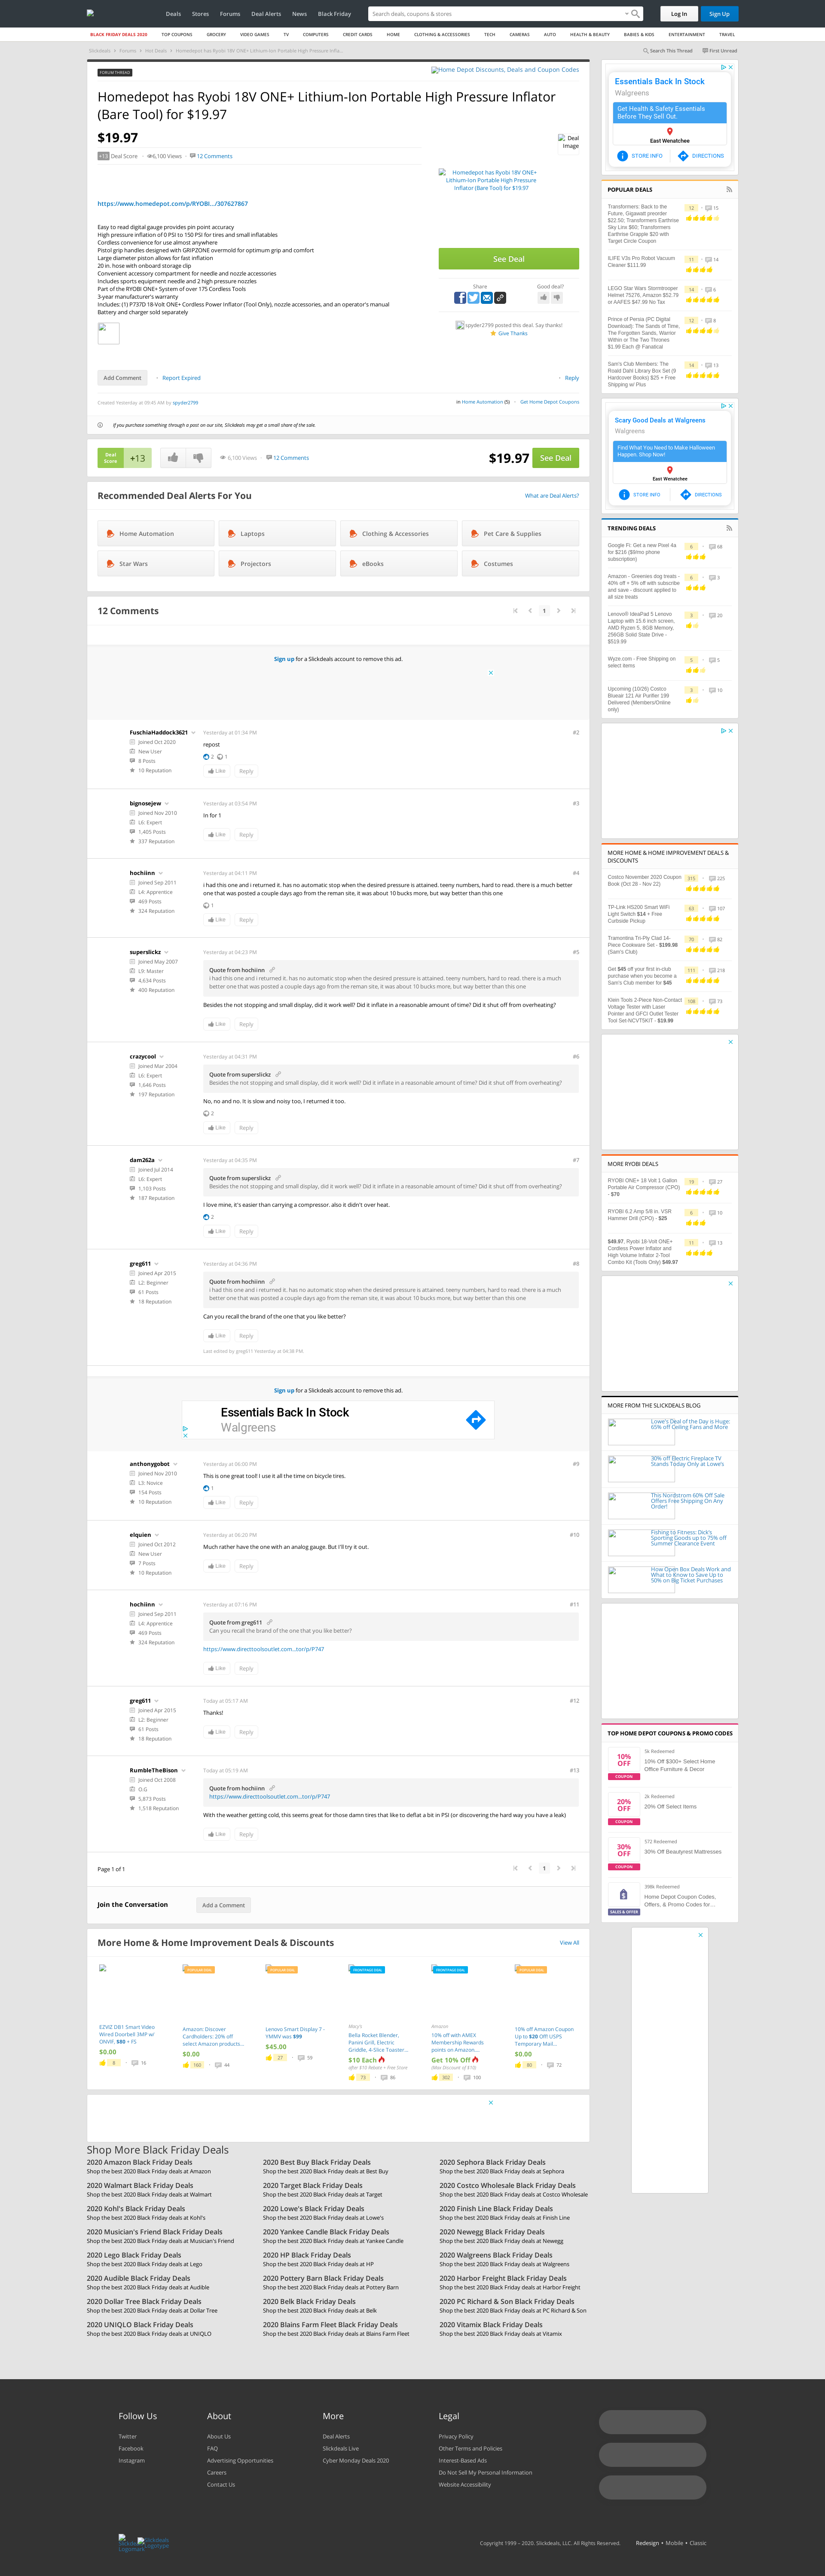 Deals Stores Forums Deal Alerts News Black Friday
Search deals, coupons & stores
Log In Sign Up
BLACK FRIDAY DEALS 2020 TOP COUPONS GROCERY VIDEO GAMES TV COMPUTERS CREDIT CARDS HOME CLOTHING & ACCESSORIES TECH CAMERAS AUTO HEALTH & BEAUTY BABIES & KIDS ENTERTAINMENT TRAVEL
Slickdeals › Forums › Hot Deals › Homedepot has Ryobi 18V ONE+ Lithium-Ion Portable High Pressure Infla...
Search This Thread First Unread
FORUM THREAD
Home Depot Discounts, Deals and Coupon Codes
Homedepot has Ryobi 18V ONE+ Lithium-Ion Portable High Pressure Inflator
(Bare Tool) for $19.97
$19.97
Deal
Image
+13 Deal Score · 6,100 Views · 12 Comments
Homedepot has Ryobi 18V ONE+
Lithium-Ion Portable High Pressure
Inflator (Bare Tool) for $19.97
https://www.homedepot.com/p/RYOBI.../307627867
Easy to read digital gauge provides pin point accuracy
High pressure inflation of 0 PSI to 150 PSI for tires and small inflatables
Cordless convenience for use almost anywhere
Pistol grip handles designed with GRIPZONE overmold for optimum grip and comfort
Large diameter piston allows for fast inflation
20 in. hose with onboard storage clip
Convenient accessory compartment for needle and nozzle accessories
Includes sports equipment needle and 2 high pressure nozzles
Part of the RYOBI ONE+ System of over 175 Cordless Tools
3-year manufacturer's warranty
Includes: (1) P737D 18-Volt ONE+ Cordless Power Inflator (Tool Only), nozzle accessories, and an operator's manual
Battery and charger sold separately
See Deal
Share Good deal?
spyder2799 posted this deal. Say thanks!
Give Thanks
Add Comment · Report Expired · Reply
Created Yesterday at 09:45 AM by spyder2799
in Home Automation (5) · Get Home Depot Coupons
If you purchase something through a post on our site, Slickdeals may get a small share of the sale.
Deal
Score
+13
6,100 Views · 12 Comments
$19.97 See Deal
Recommended Deal Alerts For You
What are Deal Alerts?
Home Automation Laptops Clothing & Accessories Pet Care & Supplies
Star Wars Projectors eBooks Costumes
12 Comments
1
Sign up for a Slickdeals account to remove this ad.
FuschiaHaddock3621
Joined Oct 2020
New User
8 Posts
10 Reputation
Yesterday at 01:34 PM #2
repost
2 1
Like Reply
bignosejew
Joined Nov 2010
L6: Expert
1,405 Posts
337 Reputation
Yesterday at 03:54 PM #3
In for 1
Like Reply
hochiinn
Joined Sep 2011
L4: Apprentice
469 Posts
324 Reputation
Yesterday at 04:11 PM #4
i had this one and i returned it. has no automatic stop when the desired pressure is attained. teeny numbers, hard to read. there is a much better
one that was posted a couple days ago from the reman site, it was about 10 bucks more, but way better than this one
1
Like Reply
superslickz
Joined May 2007
L9: Master
4,634 Posts
400 Reputation
Yesterday at 04:23 PM #5
Quote from hochiinn
i had this one and i returned it. has no automatic stop when the desired pressure is attained. teeny numbers, hard to read. there is a much
better one that was posted a couple days ago from the reman site, it was about 10 bucks more, but way better than this one
Besides the not stopping and small display, did it work well? Did it inflate in a reasonable amount of time? Did it shut off from overheating?
Like Reply
crazycool
Joined Mar 2004
L6: Expert
1,646 Posts
197 Reputation
Yesterday at 04:31 PM #6
Quote from superslickz
Besides the not stopping and small display, did it work well? Did it inflate in a reasonable amount of time? Did it shut off from overheating?
No, no and no. It is slow and noisy too, I returned it too.
2
Like Reply
dam262a
Joined Jul 2014
L6: Expert
1,103 Posts
187 Reputation
Yesterday at 04:35 PM #7
Quote from superslickz
Besides the not stopping and small display, did it work well? Did it inflate in a reasonable amount of time? Did it shut off from overheating?
I love mine, it's easier than carrying a compressor. also it didn't over heat.
2
Like Reply
greg611
Joined Apr 2015
L2: Beginner
61 Posts
18 Reputation
Yesterday at 04:36 PM #8
Quote from hochiinn
i had this one and i returned it. has no automatic stop when the desired pressure is attained. teeny numbers, hard to read. there is a much
better one that was posted a couple days ago from the reman site, it was about 10 bucks more, but way better than this one
Can you recall the brand of the one that you like better?
Like Reply
Last edited by greg611 Yesterday at 04:38 PM.
Sign up for a Slickdeals account to remove this ad.
Essentials Back In Stock
Walgreens
anthonygobot
Joined Nov 2010
L3: Novice
154 Posts
10 Reputation
Yesterday at 06:00 PM #9
This is one great tool! I use it all the time on bicycle tires.
1
Like Reply
elquien
Joined Oct 2012
New User
7 Posts
10 Reputation
Yesterday at 06:20 PM #10
Much rather have the one with an analog gauge. But I'll try it out.
Like Reply
hochiinn
Joined Sep 2011
L4: Apprentice
469 Posts
324 Reputation
Yesterday at 07:16 PM #11
Quote from greg611
Can you recall the brand of the one that you like better?
https://www.directtoolsoutlet.com...tor/p/P747
Like Reply
greg611
Joined Apr 2015
L2: Beginner
61 Posts
18 Reputation
Today at 05:17 AM #12
Thanks!
Like Reply
RumbleTheBison
Joined Oct 2008
O.G.
5,873 Posts
1,518 Reputation
Today at 05:19 AM #13
Quote from hochiinn
https://www.directtoolsoutlet.com...tor/p/P747
With the weather getting cold, this seems great for those damn tires that like to deflat a bit in PSI (or discovering the hard way you have a leak)
Like Reply
Page 1 of 1 1
Join the Conversation Add a Comment
More Home & Home Improvement Deals & Discounts View All
EZVIZ DB1 Smart Video
Wired Doorbell 3MP w/
ONVIF. $80 + FS
$0.00
8 · 16
POPULAR DEAL
Amazon: Discover
Cardholders: 20% off
select Amazon products...
$0.00
160 · 44
POPULAR DEAL
Lenovo Smart Display 7 -
YMMV was $99
$45.00
27 · 59
FRONTPAGE DEAL
Macy's
Bella Rocket Blender,
Panini Grill, Electric
Griddle, 4-Slice Toaster...
$10 Each
after $10 Rebate + Free Store
73 · 86
FRONTPAGE DEAL
Amazon
10% off with AMEX
Membership Rewards
points on Amazon,...
Get 10% Off
(Max Discount of $70)
302 · 100
POPULAR DEAL
10% off Amazon Coupon
Up to $20 Off! USPS
Temporary Mail...
$0.00
80 · 72
Shop More Black Friday Deals
2020 Amazon Black Friday Deals
Shop the best 2020 Black Friday deals at Amazon
2020 Best Buy Black Friday Deals
Shop the best 2020 Black Friday deals at Best Buy
2020 Sephora Black Friday Deals
Shop the best 2020 Black Friday deals at Sephora
2020 Walmart Black Friday Deals
Shop the best 2020 Black Friday deals at Walmart
2020 Target Black Friday Deals
Shop the best 2020 Black Friday deals at Target
2020 Costco Wholesale Black Friday Deals
Shop the best 2020 Black Friday deals at Costco Wholesale
2020 Kohl's Black Friday Deals
Shop the best 2020 Black Friday deals at Kohl's
2020 Lowe's Black Friday Deals
Shop the best 2020 Black Friday deals at Lowe's
2020 Finish Line Black Friday Deals
Shop the best 2020 Black Friday deals at Finish Line
2020 Musician's Friend Black Friday Deals
Shop the best 2020 Black Friday deals at Musician's Friend
2020 Yankee Candle Black Friday Deals
Shop the best 2020 Black Friday deals at Yankee Candle
2020 Newegg Black Friday Deals
Shop the best 2020 Black Friday deals at Newegg
2020 Lego Black Friday Deals
Shop the best 2020 Black Friday deals at Lego
2020 HP Black Friday Deals
Shop the best 2020 Black Friday deals at HP
2020 Walgreens Black Friday Deals
Shop the best 2020 Black Friday deals at Walgreens
2020 Audible Black Friday Deals
Shop the best 2020 Black Friday deals at Audible
2020 Pottery Barn Black Friday Deals
Shop the best 2020 Black Friday deals at Pottery Barn
2020 Harbor Freight Black Friday Deals
Shop the best 2020 Black Friday deals at Harbor Freight
2020 Dollar Tree Black Friday Deals
Shop the best 2020 Black Friday deals at Dollar Tree
2020 Belk Black Friday Deals
Shop the best 2020 Black Friday deals at Belk
2020 PC Richard & Son Black Friday Deals
Shop the best 2020 Black Friday deals at PC Richard & Son
2020 UNIQLO Black Friday Deals
Shop the best 2020 Black Friday deals at UNIQLO
2020 Blains Farm Fleet Black Friday Deals
Shop the best 2020 Black Friday deals at Blains Farm Fleet
2020 Vitamix Black Friday Deals
Shop the best 2020 Black Friday deals at Vitamix
Essentials Back In Stock
Walgreens
Get Health & Safety Essentials
Before They Sell Out.
East Wenatchee
STORE INFO DIRECTIONS
POPULAR DEALS
Transformers: Back to the
Future, Gigawatt preorder
$22.50; Transformers Earthrise
Sky Linx $60; Transformers
Earthrise Grapple $20 with
Target Circle Coupon
12 · 15
ILIFE V3s Pro Robot Vacuum
Cleaner $111.99
11 · 14
LEGO Star Wars Stormtrooper
Helmet 75276, Amazon $52.79
or AAFES $47.99 No Tax
14 · 6
Prince of Persia (PC Digital
Download): The Sands of Time,
The Forgotten Sands, Warrior
Within or The Two Thrones
$1.99 Each @ Fanatical
12 · 8
Sam's Club Members: The
Roald Dahl Library Box Set (9
Hardcover Books) $25 + Free
Shipping w/ Plus
14 · 13
Scary Good Deals at Walgreens
Walgreens
Find What You Need to Make Halloween
Happen. Shop Now!
East Wenatchee
STORE INFO DIRECTIONS
TRENDING DEALS
Google Fi: Get a new Pixel 4a
for $216 ($9/mo phone
subscription)
6 · 68
Amazon - Greenies dog treats -
40% off + 5% off with subscribe
and save - discount applied to
all size treats
6 · 3
Lenovo® IdeaPad 5 Lenovo
Laptop with 15.6 inch screen,
AMD Ryzen 5, 8GB Memory,
256GB Solid State Drive -
$519.99
3 · 20
Wyze.com - Free Shipping on
select items
5 · 5
Upcoming (10/26) Costco
Blueair 121 Air Purifier 199
Delivered (Members/Online
only)
3 · 10
MORE HOME & HOME IMPROVEMENT DEALS &
DISCOUNTS
Costco November 2020 Coupon
Book (Oct 28 - Nov 22)
315 · 225
TP-Link HS200 Smart WiFi
Light Switch $14 + Free
Curbside Pickup
63 · 107
Tramontina Tri-Ply Clad 14-
Piece Cookware Set - $199.98
(Sam's Club)
70 · 82
Get $45 off your first in-club
purchase when you become a
Sam's Club member for $45
111 · 218
Klein Tools 2-Piece Non-Contact
Voltage Tester with Laser
Pointer and GFCI Outlet Tester
Tool Set-NCVT5KIT - $19.99
108 · 73
MORE RYOBI DEALS
RYOBI ONE+ 18 Volt 1 Gallon
Portable Air Compressor (CPO)
- $70
19 · 27
RYOBI 6.2 Amp 5/8 in. VSR
Hammer Drill (CPO) - $25
6 · 10
$49.97, Ryobi 18-Volt ONE+
Cordless Power Inflator and
High Volume Inflator 2-Tool
Combo Kit (Tools Only) $49.97
11 · 13
MORE FROM THE SLICKDEALS BLOG
Lowe's Deal of the Day is Huge:
65% off Ceiling Fans and More
30% off Electric Fireplace TV
Stands Today Only at Lowe's
This Nordstrom 60% Off Sale
Offers Free Shipping On Any
Order!
Fishing to Fitness: Dick's
Sporting Goods up to 75% off
Summer Clearance Event
How Open Box Deals Work and
What to Know to Save Up to
50% on Big Ticket Purchases
TOP HOME DEPOT COUPONS & PROMO CODES
10%
OFF
COUPON
5k Redeemed
10% Off $300+ Select Home
Office Furniture & Decor
20%
OFF
COUPON
2k Redeemed
20% Off Select Items
30%
OFF
COUPON
572 Redeemed
30% Off Beautyrest Mattresses
SALES & OFFER
398k Redeemed
Home Depot Coupon Codes,
Offers, & Promo Codes for…
Follow Us
Twitter
Facebook
Instagram
About
About Us
FAQ
Advertising Opportunities
Careers
Contact Us
More
Deal Alerts
Slickdeals Live
Cyber Monday Deals 2020
Legal
Privacy Policy
Other Terms and Policies
Interest-Based Ads
Do Not Sell My Personal Information
Website Accessibility
Copyright 1999 – 2020. Slickdeals, LLC. All Rights Reserved. Redesign • Mobile • Classic